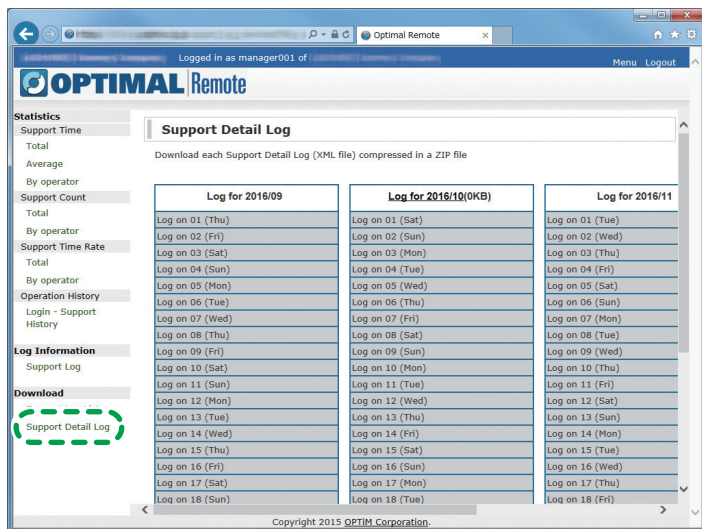 Optimal Remote
Logged in as manager001 of
Menu Logout
OPTIMAL Remote
Statistics
Support Time
Total
Average
By operator
Support Count
Total
By operator
Support Time Rate
Total
By operator
Operation History
Login - Support
History
Log Information
Support Log
Download
Support Detail Log
Support Detail Log
Download each Support Detail Log (XML file) compressed in a ZIP file
Log for 2016/09 Log for 2016/10(0KB) Log for 2016/11
Log on 01 (Thu) Log on 01 (Sat) Log on 01 (Tue)
Log on 02 (Fri) Log on 02 (Sun) Log on 02 (Wed)
Log on 03 (Sat) Log on 03 (Mon) Log on 03 (Thu)
Log on 04 (Sun) Log on 04 (Tue) Log on 04 (Fri)
Log on 05 (Mon) Log on 05 (Wed) Log on 05 (Sat)
Log on 06 (Tue) Log on 06 (Thu) Log on 06 (Sun)
Log on 07 (Wed) Log on 07 (Fri) Log on 07 (Mon)
Log on 08 (Thu) Log on 08 (Sat) Log on 08 (Tue)
Log on 09 (Fri) Log on 09 (Sun) Log on 09 (Wed)
Log on 10 (Sat) Log on 10 (Mon) Log on 10 (Thu)
Log on 11 (Sun) Log on 11 (Tue) Log on 11 (Fri)
Log on 12 (Mon) Log on 12 (Wed) Log on 12 (Sat)
Log on 13 (Tue) Log on 13 (Thu) Log on 13 (Sun)
Log on 14 (Wed) Log on 14 (Fri) Log on 14 (Mon)
Log on 15 (Thu) Log on 15 (Sat) Log on 15 (Tue)
Log on 16 (Fri) Log on 16 (Sun) Log on 16 (Wed)
Log on 17 (Sat) Log on 17 (Mon) Log on 17 (Thu)
Log on 18 (Sun) Log on 18 (Tue) Log on 18 (Fri)
Copyright 2015 OPTiM Corporation.